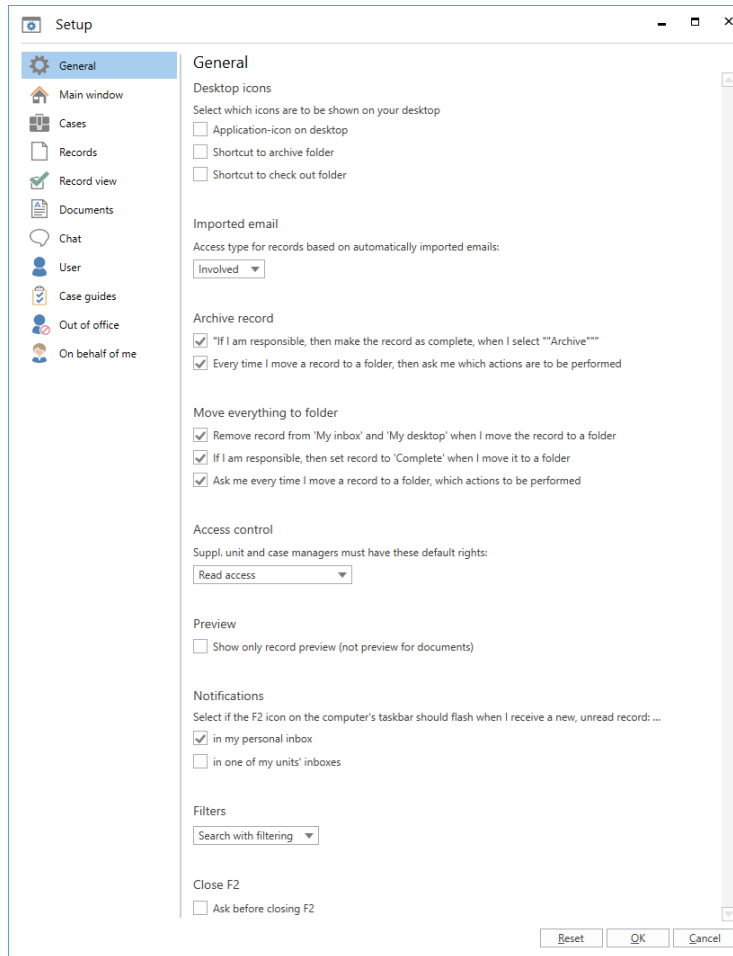 Setup
General
Main window
Cases
Records
Record view
Documents
Chat
User
Case guides
Out of office
On behalf of me
General
Desktop icons
Select which icons are to be shown on your desktop
Application-icon on desktop
Shortcut to archive folder
Shortcut to check out folder
Imported email
Access type for records based on automatically imported emails:
Involved
Archive record
"If I am responsible, then make the record as complete, when I select ""Archive"""
Every time I move a record to a folder, then ask me which actions are to be performed
Move everything to folder
Remove record from 'My inbox' and 'My desktop' when I move the record to a folder
If I am responsible, then set record to 'Complete' when I move it to a folder
Ask me every time I move a record to a folder, which actions to be performed
Access control
Suppl. unit and case managers must have these default rights:
Read access
Preview
Show only record preview (not preview for documents)
Notifications
Select if the F2 icon on the computer's taskbar should flash when I receive a new, unread record: ...
in my personal inbox
in one of my units' inboxes
Filters
Search with filtering
Close F2
Ask before closing F2
Reset OK Cancel